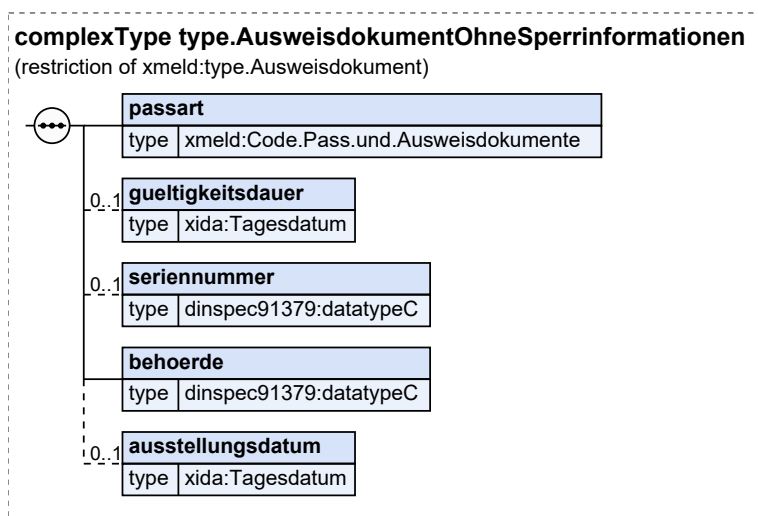 complexType type.AusweisdokumentOhneSperrinformationen
(restriction of xmeld:type.Ausweisdokument)
passart
type xmeld:Code.Pass.und.Ausweisdokumente
0..1 gueltigkeitsdauer
type xida:Tagesdatum
0..1 seriennummer
type dinspec91379:datatypeC
behoerde
type dinspec91379:datatypeC
0..1 ausstellungsdatum
type xida:Tagesdatum